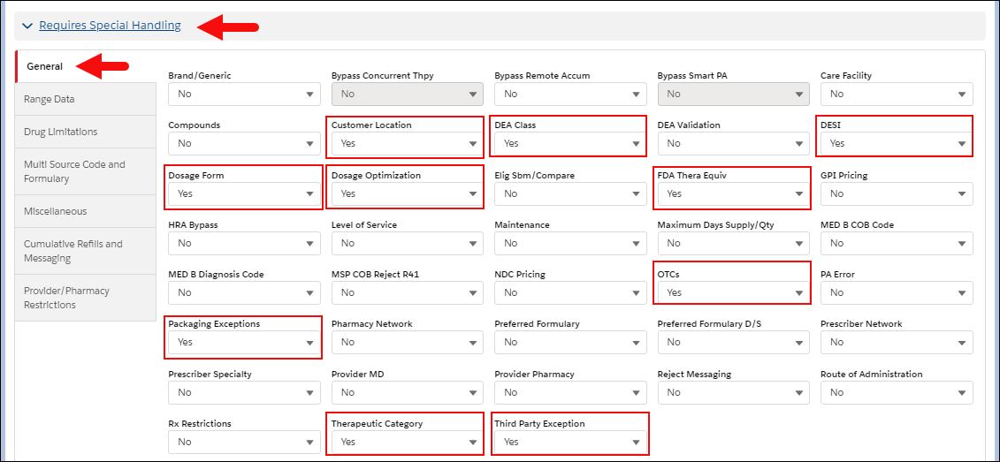 Requires Special Handling
General
Range Data
Drug Limitations
Multi Source Code and
Formulary
Miscellaneous
Cumulative Refills and
Messaging
Provider/Pharmacy
Restrictions
Brand/Generic Bypass Concurrent Thpy Bypass Remote Accum Bypass Smart PA Care Facility
No No No No No
Compounds Customer Location DEA Class DEA Validation DESI
No Yes Yes No Yes
Dosage Form Dosage Optimization Elig Sbm/Compare FDA Thera Equiv GPI Pricing
Yes Yes No Yes No
HRA Bypass Level of Service Maintenance Maximum Days Supply/Qty MED B COB Code
No No No No No
MED B Diagnosis Code MSP COB Reject R41 NDC Pricing OTCs PA Error
No No No Yes No
Packaging Exceptions Pharmacy Network Preferred Formulary Preferred Formulary D/S Prescriber Network
Yes No No No No
Prescriber Specialty Provider MD Provider Pharmacy Reject Messaging Route of Administration
No No No No No
Rx Restrictions Therapeutic Category Third Party Exception
No Yes Yes